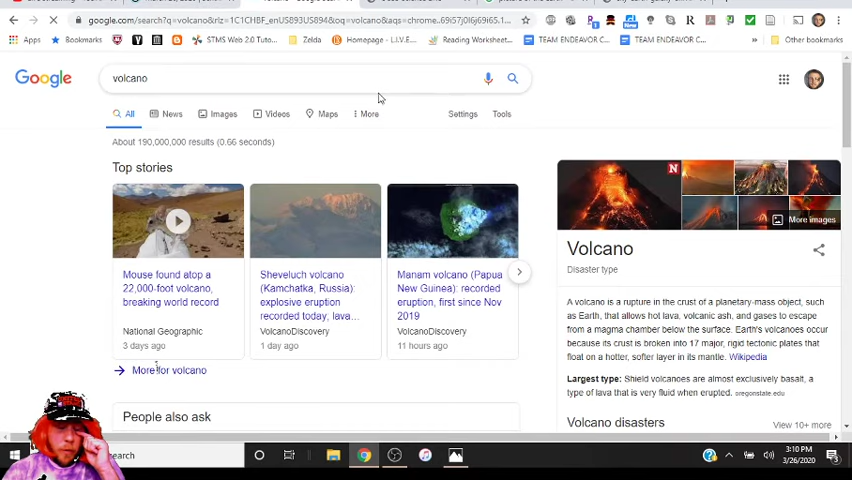 google.com/search?q=volcano&rlz=1C1CHBF_enUS893US894&oq=volcano&aqs=chrome..69i57j0l6j69i65.1
Apps
Bookmarks
STMS Web 2.0 Tutor...
Zelda
Homepage - L.I.V.E...
Reading Worksheet...
TEAM ENDEAVOR C...
TEAM ENDEAVOR C...
»
Other bookmarks
Google
volcano
All
News
Images
Videos
Maps
More
Settings
Tools
About 190,000,000 results (0.66 seconds)
Top stories
Mouse found atop a
22,000-foot volcano,
breaking world record
National Geographic
3 days ago
Sheveluch volcano
(Kamchatka, Russia):
explosive eruption
recorded today, lava…
VolcanoDiscovery
1 day ago
Manam volcano (Papua
New Guinea): recorded
eruption, first since Nov
2019
VolcanoDiscovery
11 hours ago
More for volcano
People also ask
N
More images
Volcano
Disaster type
A volcano is a rupture in the crust of a planetary-mass object, such
as Earth, that allows hot lava, volcanic ash, and gases to escape
from a magma chamber below the surface. Earth's volcanoes occur
because its crust is broken into 17 major, rigid tectonic plates that
float on a hotter, softer layer in its mantle. Wikipedia
Largest type: Shield volcanoes are almost exclusively basalt, a
type of lava that is very fluid when erupted. oregonstate.edu
Volcano disasters
View 10+ more
search
3:10 PM
3/26/2020
3